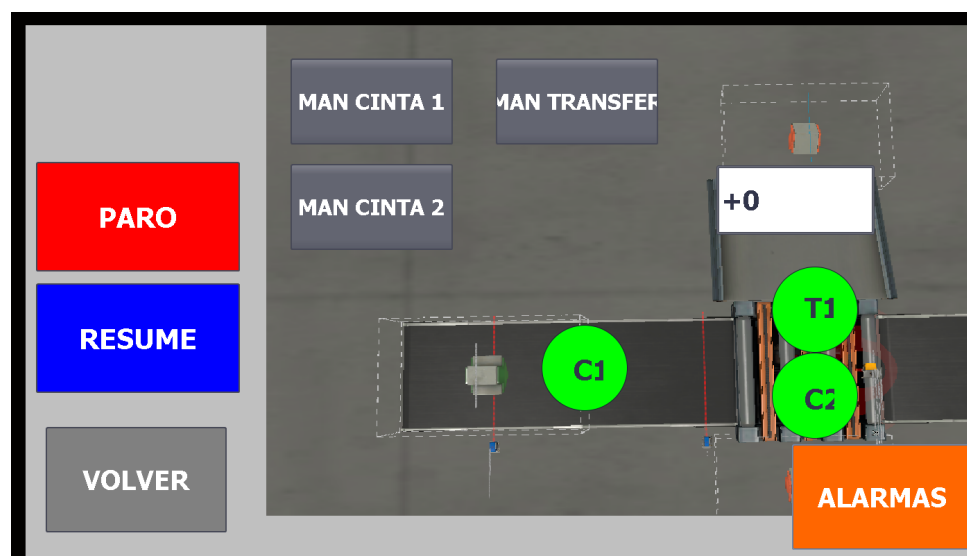 MAN CINTA 1
MAN TRANSFER
MAN CINTA 2
+0
PARO
T1
RESUME
C1
C2
VOLVER
ALARMAS